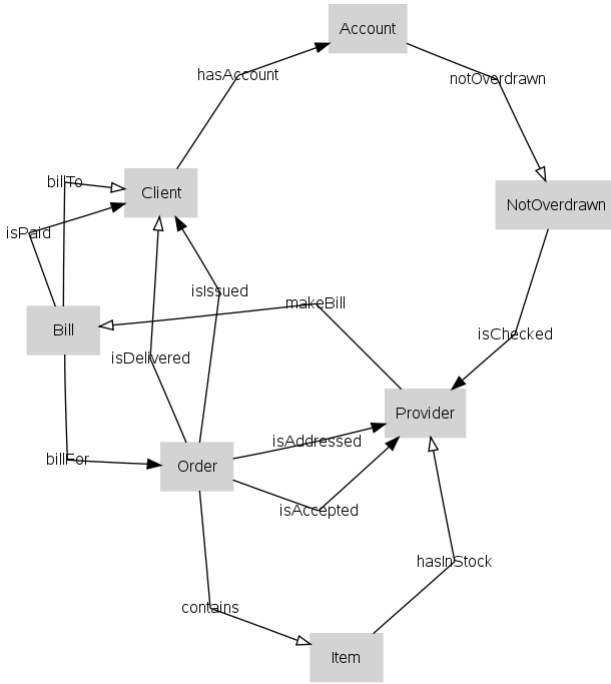 Account
hasAccount
notOverdrawn
billTo
Client
NotOverdrawn
isPaid
isIssued
makeBill
Bill
isChecked
isDelivered
Provider
isAddressed
billFor
Order
isAccepted
hasInStock
contains
Item